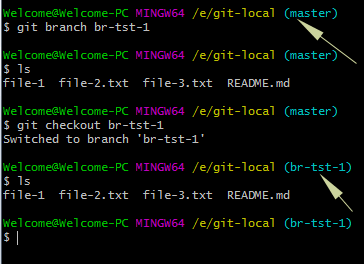 Welcome@Welcome-PC MINGW64 /e/git-local (master)
$ git branch br-tst-1
Welcome@Welcome-PC MINGW64 /e/git-local (master)
$ ls
file-1  file-2.txt  file-3.txt  README.md
Welcome@Welcome-PC MINGW64 /e/git-local (master)
$ git checkout br-tst-1
Switched to branch 'br-tst-1'
Welcome@Welcome-PC MINGW64 /e/git-local (br-tst-1)
$ ls
file-1  file-2.txt  file-3.txt  README.md
Welcome@Welcome-PC MINGW64 /e/git-local (br-tst-1)
$